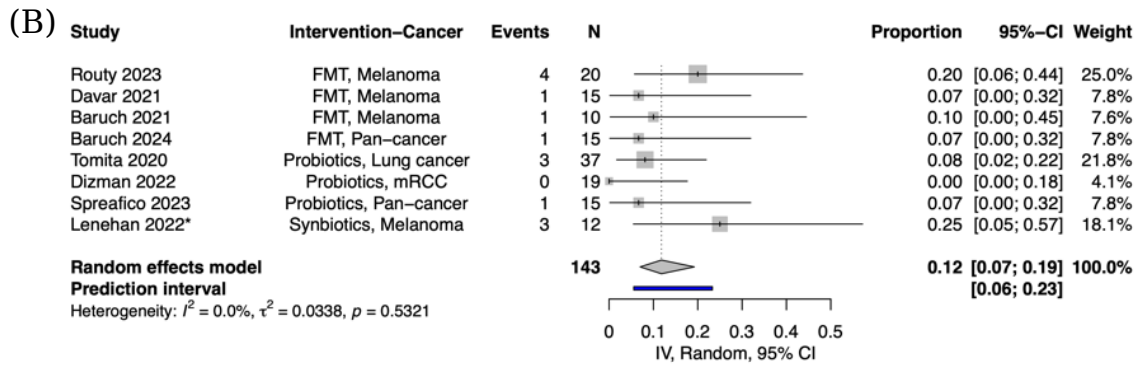 (B) Study Intervention−Cancer Events N Proportion 95%−CI Weight
Routy 2023 FMT, Melanoma 4 20 0.20 [0.06; 0.44] 25.0%
Davar 2021 FMT, Melanoma 1 15 0.07 [0.00; 0.32] 7.8%
Baruch 2021 FMT, Melanoma 1 10 0.10 [0.00; 0.45] 7.6%
Baruch 2024 FMT, Pan−cancer 1 15 0.07 [0.00; 0.32] 7.8%
Tomita 2020 Probiotics, Lung cancer 3 37 0.08 [0.02; 0.22] 21.8%
Dizman 2022 Probiotics, mRCC 0 19 0.00 [0.00; 0.18] 4.1%
Spreafico 2023 Probiotics, Pan−cancer 1 15 0.07 [0.00; 0.32] 7.8%
Lenehan 2022* Synbiotics, Melanoma 3 12 0.25 [0.05; 0.57] 18.1%
Random effects model 143 0.12 [0.07; 0.19] 100.0%
Prediction interval [0.06; 0.23]
Heterogeneity: I² = 0.0%, τ² = 0.0338, p = 0.5321
0 0.1 0.2 0.3 0.4 0.5
IV, Random, 95% CI